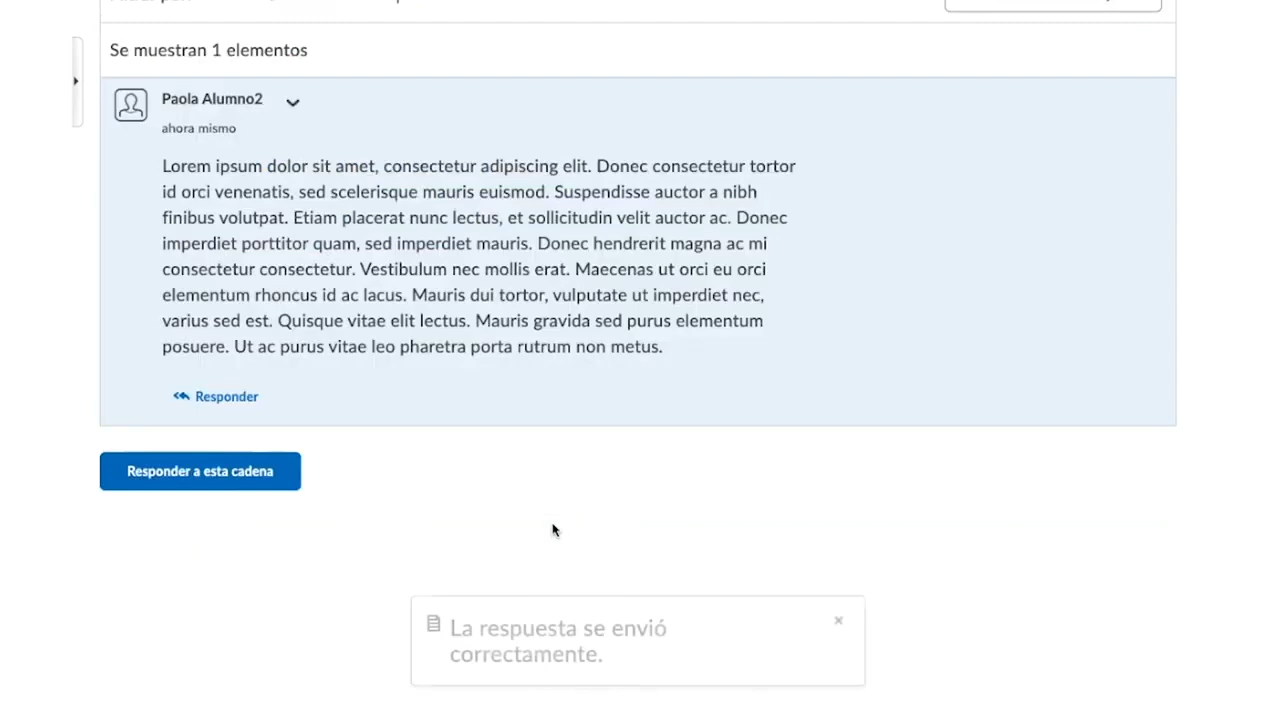 Se muestran 1 elementos
Paola Alumno2
ahora mismo
Lorem ipsum dolor sit amet, consectetur adipiscing elit. Donec consectetur tortor
id orci venenatis, sed scelerisque mauris euismod. Suspendisse auctor a nibh
finibus volutpat. Etiam placerat nunc lectus, et sollicitudin velit auctor ac. Donec
imperdiet porttitor quam, sed imperdiet mauris. Donec hendrerit magna ac mi
consectetur consectetur. Vestibulum nec mollis erat. Maecenas ut orci eu orci
elementum rhoncus id ac lacus. Mauris dui tortor, vulputate ut imperdiet nec,
varius sed est. Quisque vitae elit lectus. Mauris gravida sed purus elementum
posuere. Ut ac purus vitae leo pharetra porta rutrum non metus.
Responder
Responder a esta cadena
La respuesta se envió
correctamente.